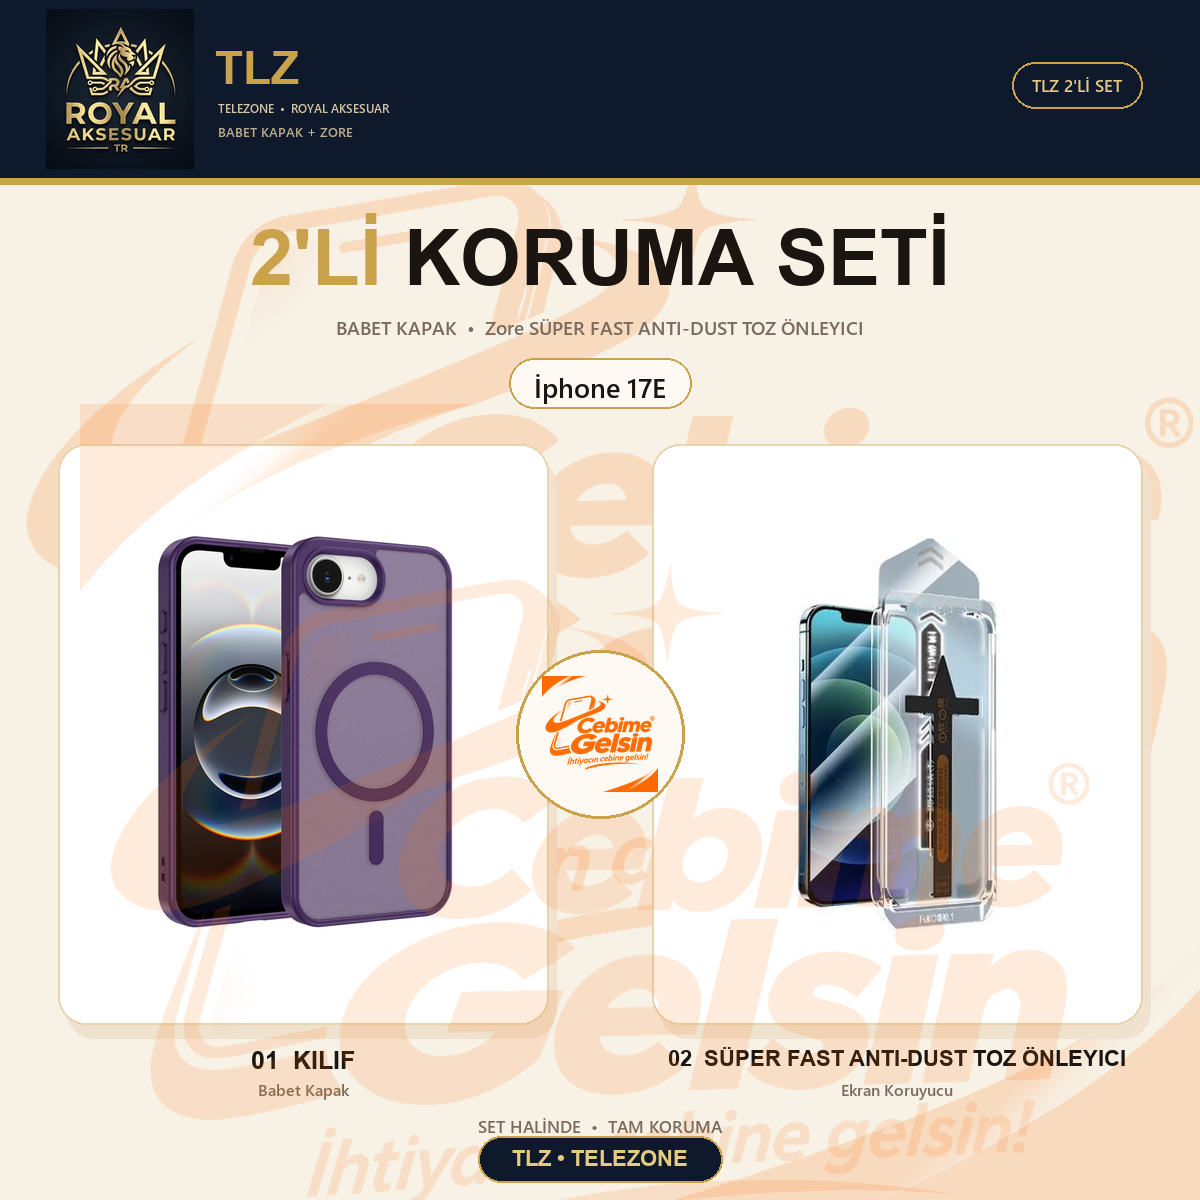 ROYAL
AKSESUAR
TR
TLZ
TELEZONE • ROYAL AKSESUAR
BABET KAPAK + ZORE
TLZ 2'Lİ SET
2'Lİ KORUMA SETİ
BABET KAPAK • Zore SÜPER FAST ANTI-DUST TOZ ÖNLEYICI
İphone 17E
®
Cebime®
Gelsin
İhtiyacın cebine gelsin!
Cebime®
Gelsin
01 KILIF
Babet Kapak
02 SÜPER FAST ANTI-DUST TOZ ÖNLEYICI
Ekran Koruyucu
SET HALİNDE • TAM KORUMA
TLZ • TELEZONE